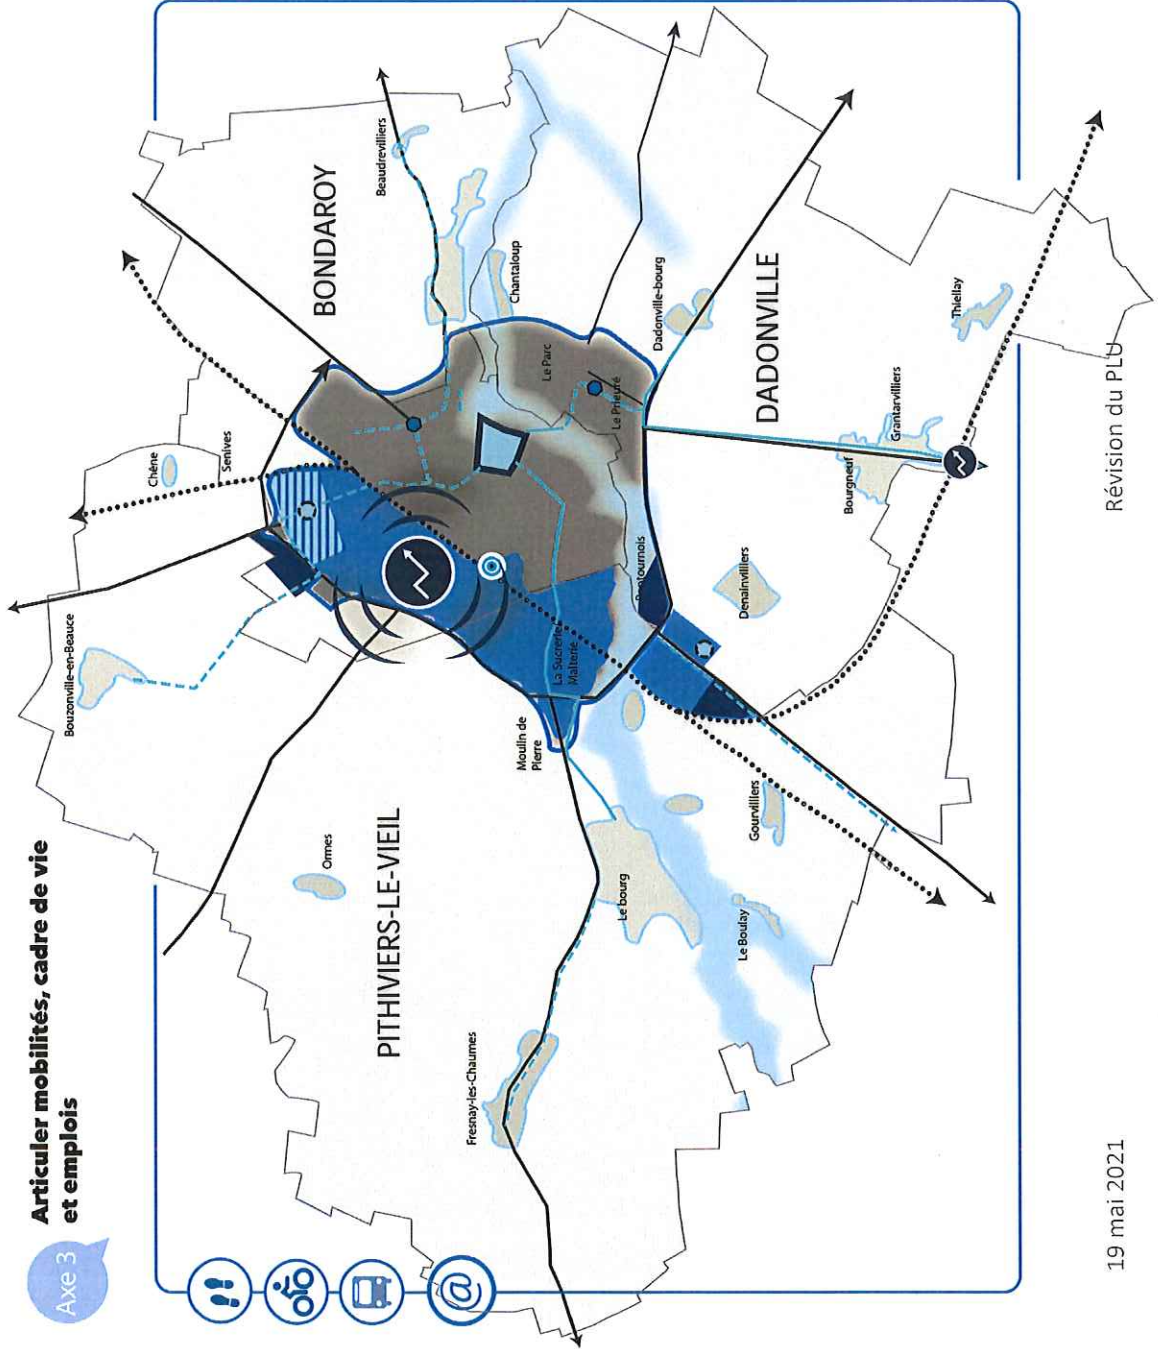 Axe 3
Articuler mobilités, cadre de vie
et emplois
Bouzonville-en-Beauce
Chêne
Senives
BONDAROY
Beaudrevilliers
Ormes
PITHIVIERS-LE-VIEIL
Chantaloup
Le Parc
Fresnay-les-Chaumes
Moulin de
Pierre
La Sucrerie
Malterie
Le Prieuré
Dadonville-bourg
Pontournois
Le bourg
DADONVILLE
Denainvilliers
Gourvilliers
Le Boulay
Bourgneuf
Grantarvilliers
Thiellay
@
19 mai 2021
Révision du PLU